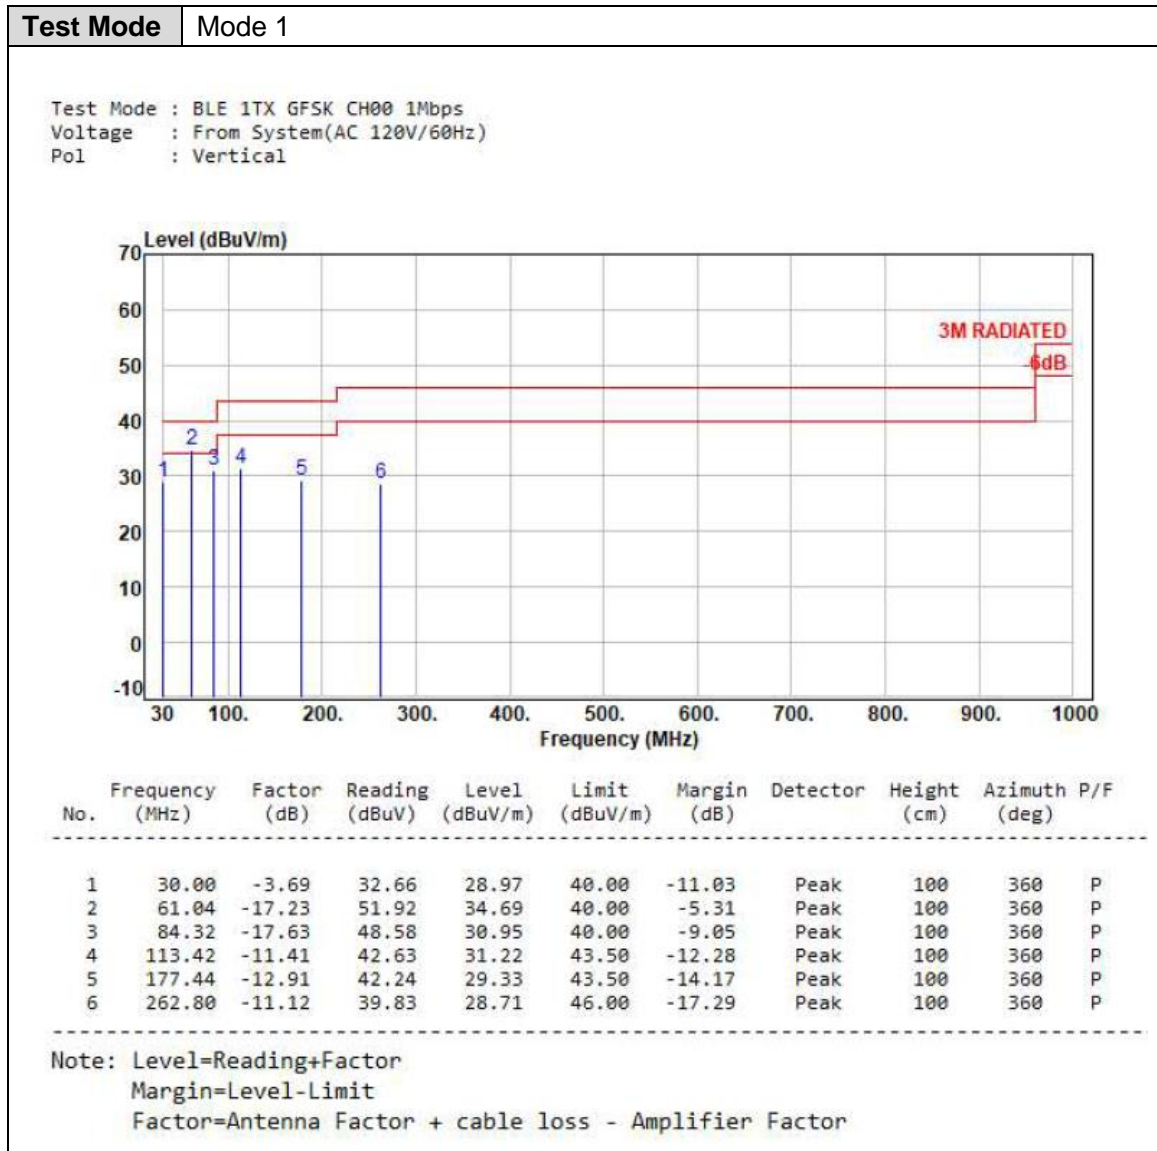 Test Mode Mode 1
Test Mode : BLE 1TX GFSK CH00 1Mbps
Voltage : From System(AC 120V/60Hz)
Pol : Vertical
Level (dBuV/m)
70
60
50
40
30
20
10
0
-10
3M RADIATED
-6dB
1 2 3 4 5 6
30 100. 200. 300. 400. 500. 600. 700. 800. 900. 1000
Frequency (MHz)
Frequency Factor Reading Level Limit Margin Detector Height Azimuth P/F
No. (MHz) (dB) (dBuV) (dBuV/m) (dBuV/m) (dB) (cm) (deg)
1 30.00 -3.69 32.66 28.97 40.00 -11.03 Peak 100 360 P
2 61.04 -17.23 51.92 34.69 40.00 -5.31 Peak 100 360 P
3 84.32 -17.63 48.58 30.95 40.00 -9.05 Peak 100 360 P
4 113.42 -11.41 42.63 31.22 43.50 -12.28 Peak 100 360 P
5 177.44 -12.91 42.24 29.33 43.50 -14.17 Peak 100 360 P
6 262.80 -11.12 39.83 28.71 46.00 -17.29 Peak 100 360 P
Note: Level=Reading+Factor
Margin=Level-Limit
Factor=Antenna Factor + cable loss - Amplifier Factor